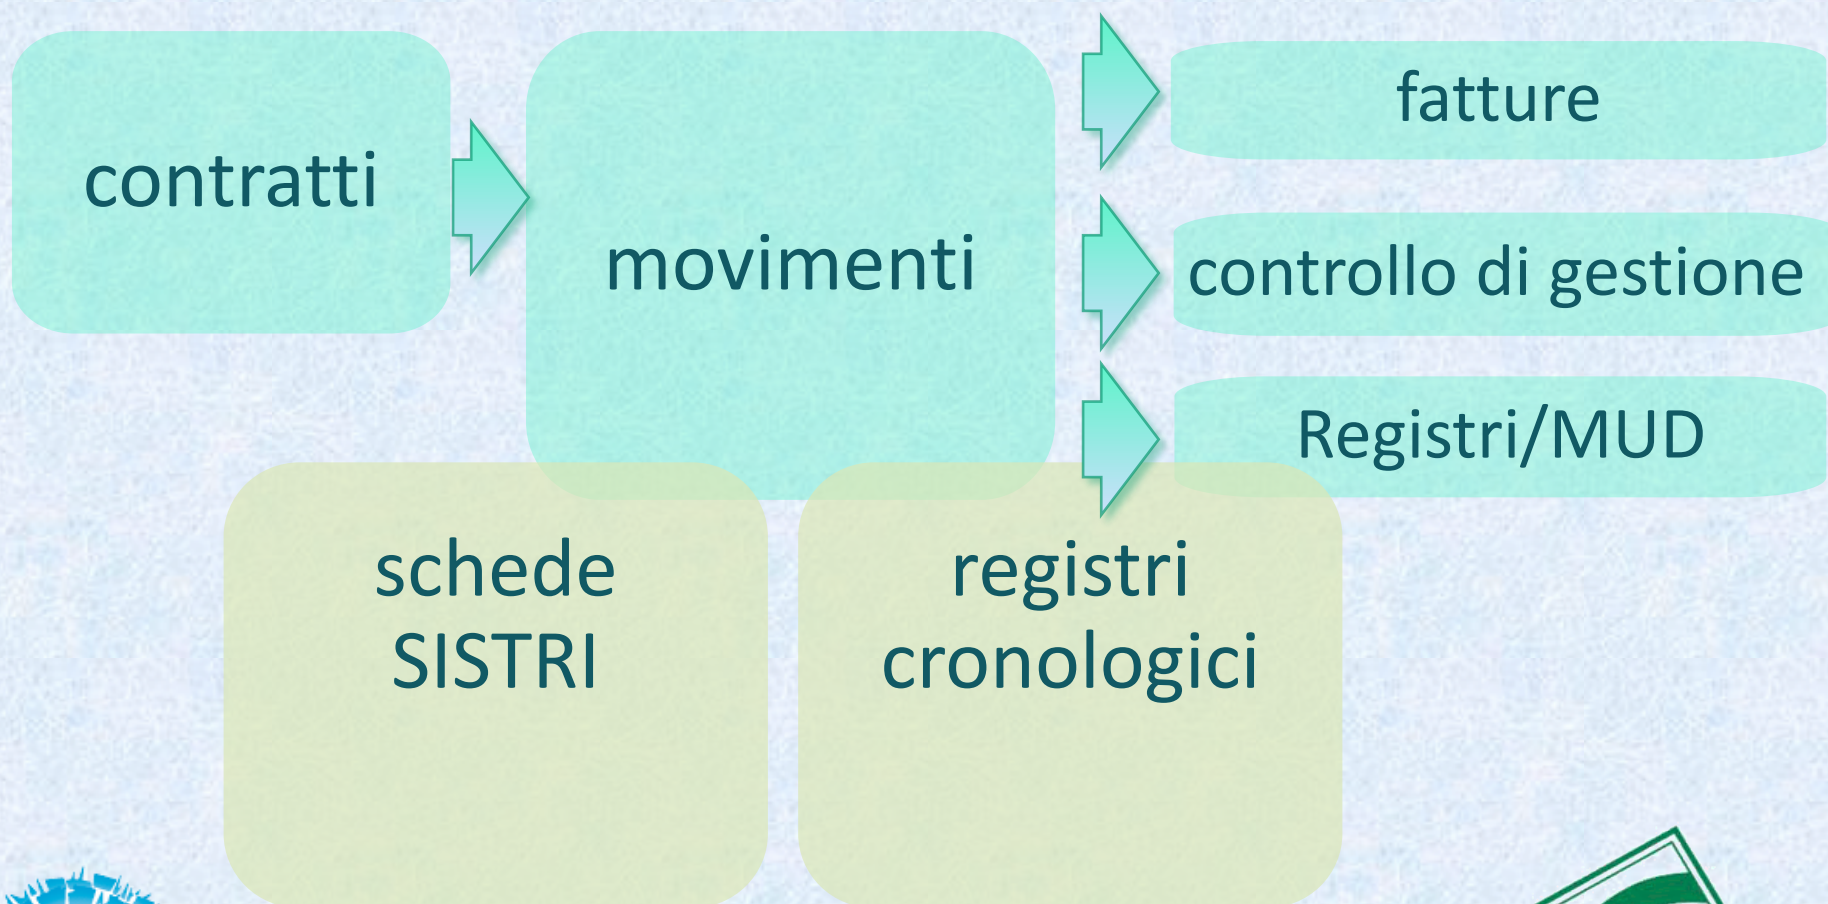 contratti
movimenti
fatture
controllo di gestione
Registri/MUD
schede
SISTRI
registri
cronologici